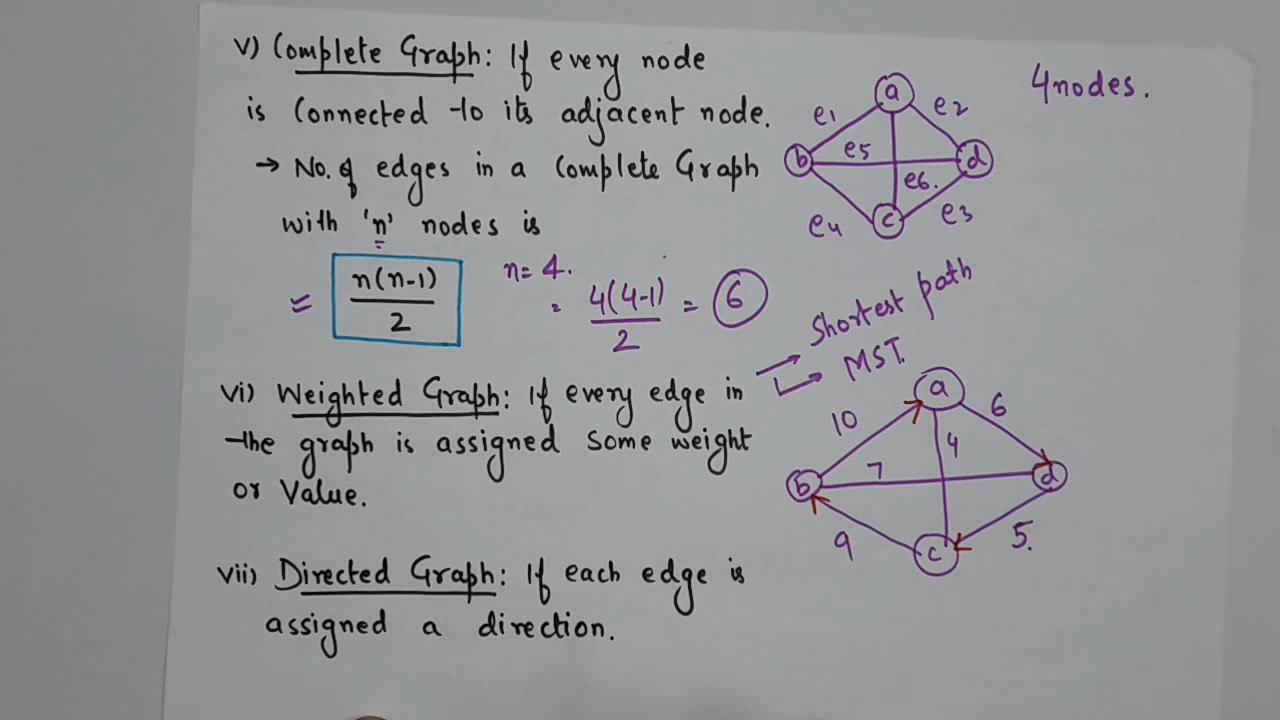 v) Complete Graph: If every node
is Connected to its adjacent node.
→ No. of edges in a Complete Graph
with 'n' nodes is
= n(n-1)
2
n= 4.
= 4(4-1) = 6
2
4nodes.
a
e1 e2
b e5 d
e6.
e4 c e3
Shortest path
MST.
vi) Weighted Graph: If every edge in
the graph is assigned Some weight
or Value.
a
10 6
4
b 7 d
9 c 5.
vii) Directed Graph: If each edge is
assigned a direction.